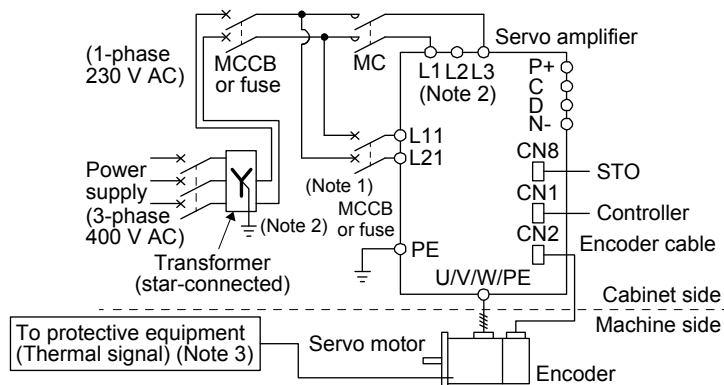 (1-phase
230 V AC)
MCCB
or fuse
MC
Servo amplifier
L1 L2 L3
(Note 2)
P+
C
D
N-
L11
L21
CN8
STO
CN1
Controller
CN2
Encoder cable
Power
supply
(3-phase
400 V AC)
(Note 2)
(Note 1)
MCCB
or fuse
Transformer
(star-connected)
PE
U/V/W/PE
Cabinet side
Machine side
To protective equipment
(Thermal signal) (Note 3)
Servo motor
Encoder